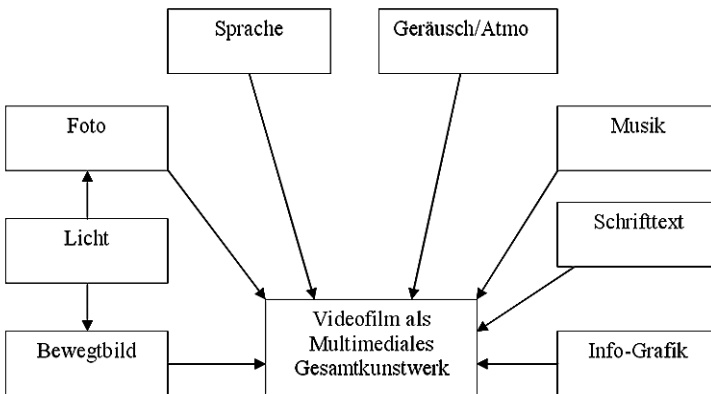 Sprache
Geräusch/Atmo
Foto
Musik
Licht
Schrifttext
Videofilm als
Multimediales
Gesamtkunstwerk
Bewegtbild
Info-Grafik